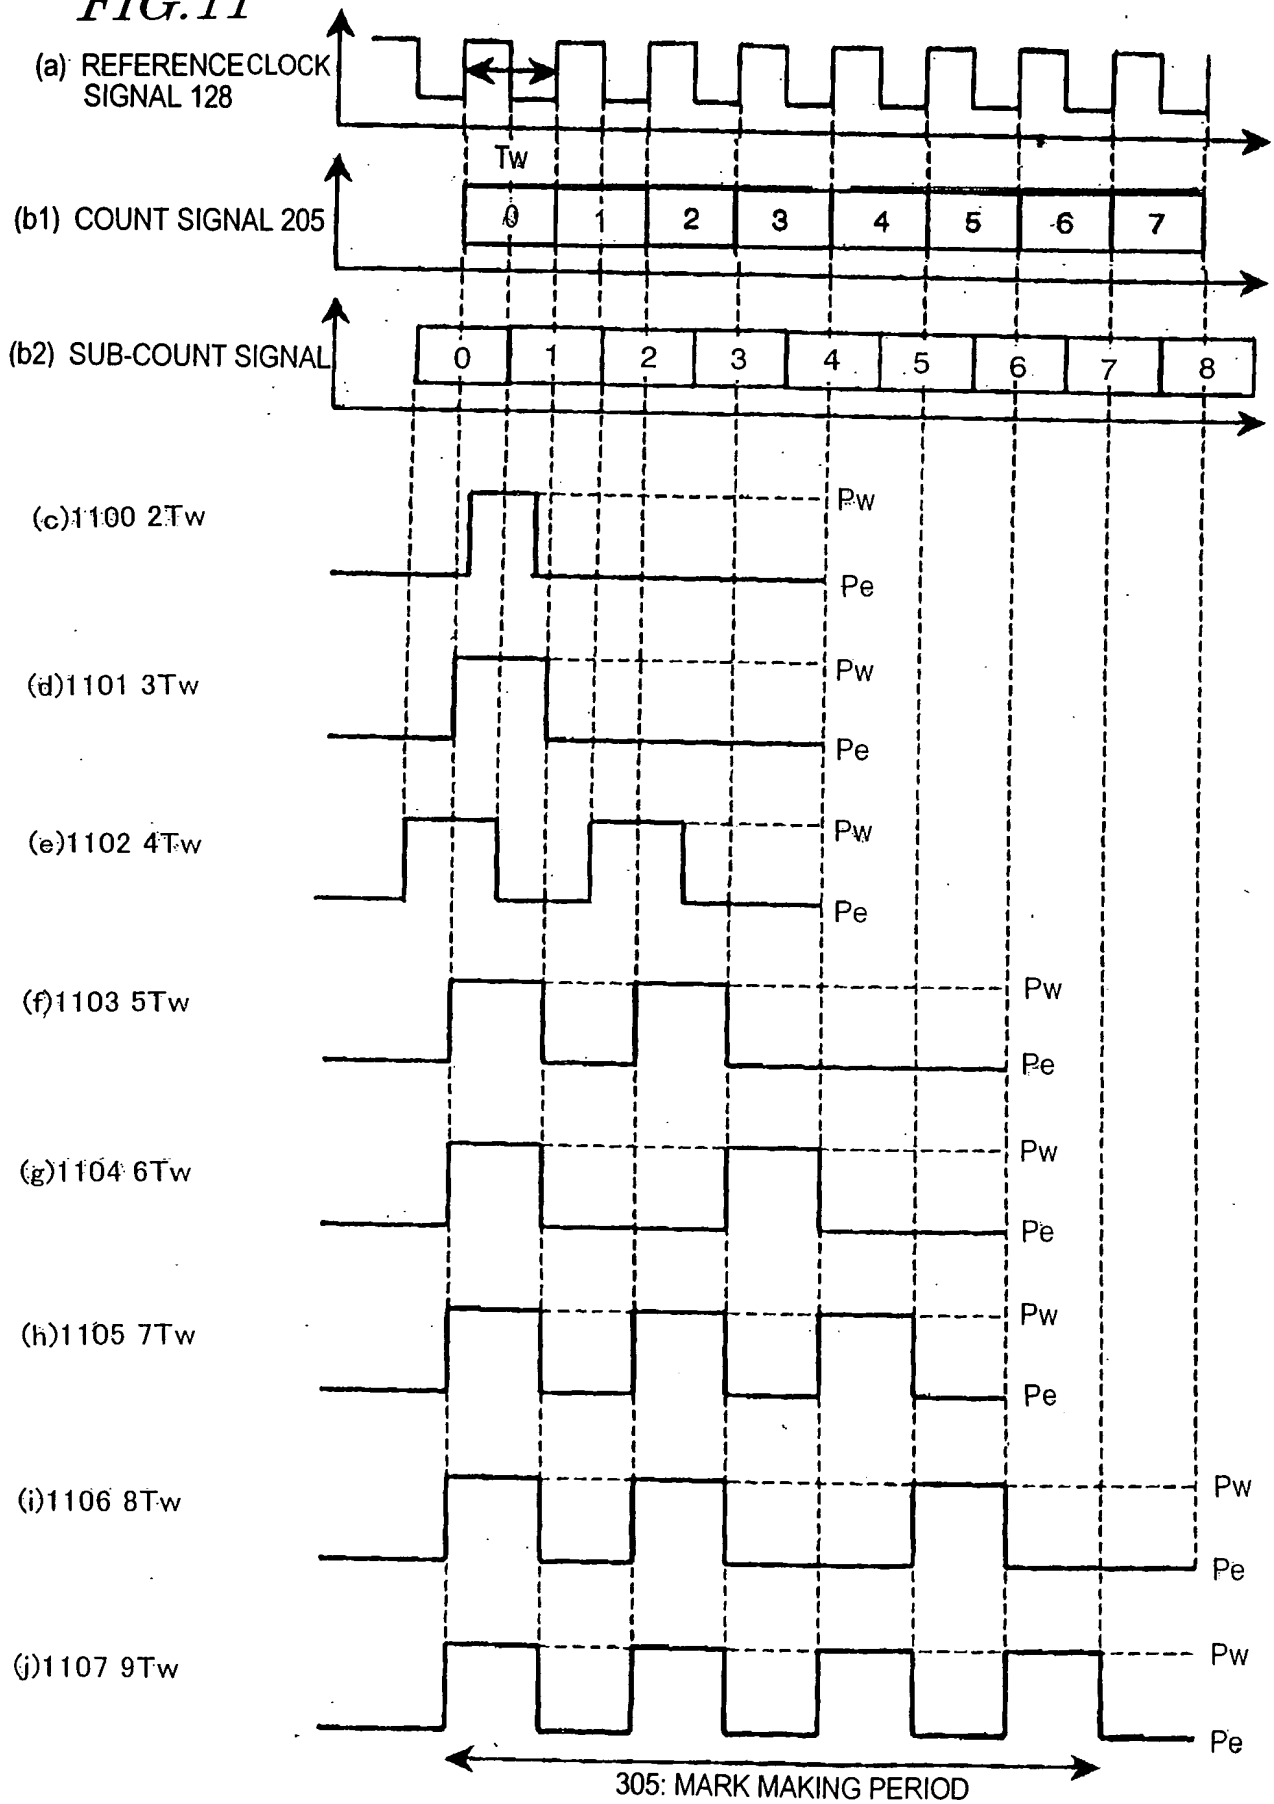 FIG.11
(a) REFERENCE CLOCK
SIGNAL 128
Tw
(b1) COUNT SIGNAL 205
0 1 2 3 4 5 6 7
(b2) SUB-COUNT SIGNAL
0 1 2 3 4 5 6 7 8
(c)1100 2Tw
Pw
Pe
(d)1101 3Tw
Pw
Pe
(e)1102 4Tw
Pw
Pe
(f)1103 5Tw
Pw
Pe
(g)1104 6Tw
Pw
Pe
(h)1105 7Tw
Pw
Pe
(i)1106 8Tw
Pw
Pe
(j)1107 9Tw
Pw
Pe
305: MARK MAKING PERIOD